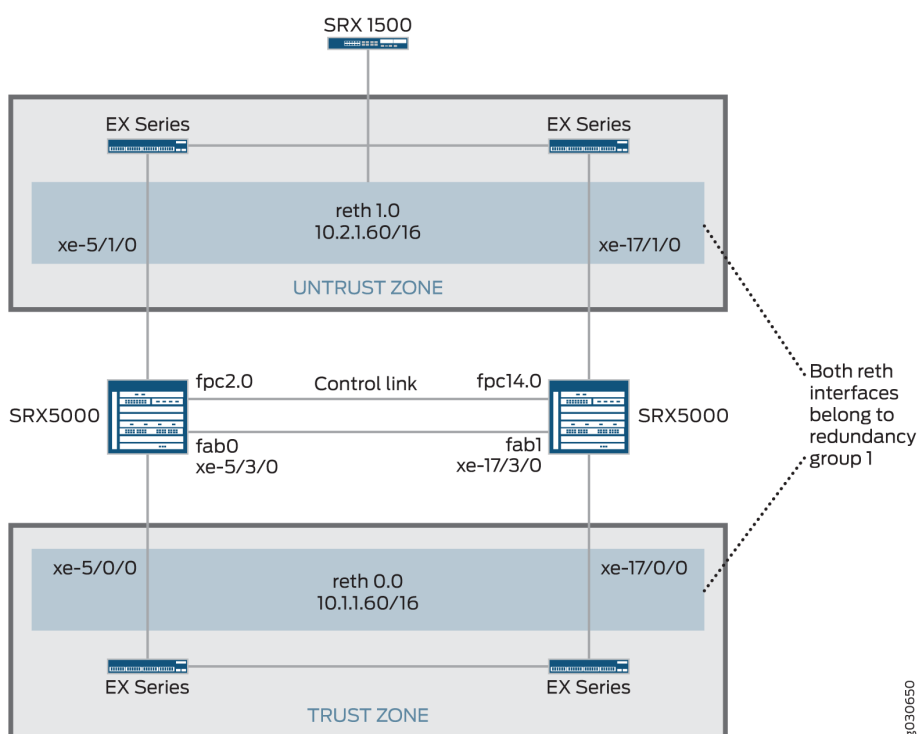 SRX 1500
EX Series
EX Series
reth 1.0
10.2.1.60/16
xe-5/1/0
xe-17/1/0
UNTRUST ZONE
fpc2.0
Control link
fpc14.0
SRX5000
SRX5000
fab0
xe-5/3/0
fab1
xe-17/3/0
Both reth
interfaces
belong to
redundancy
group 1
xe-5/0/0
xe-17/0/0
reth 0.0
10.1.1.60/16
EX Series
EX Series
TRUST ZONE
g030650